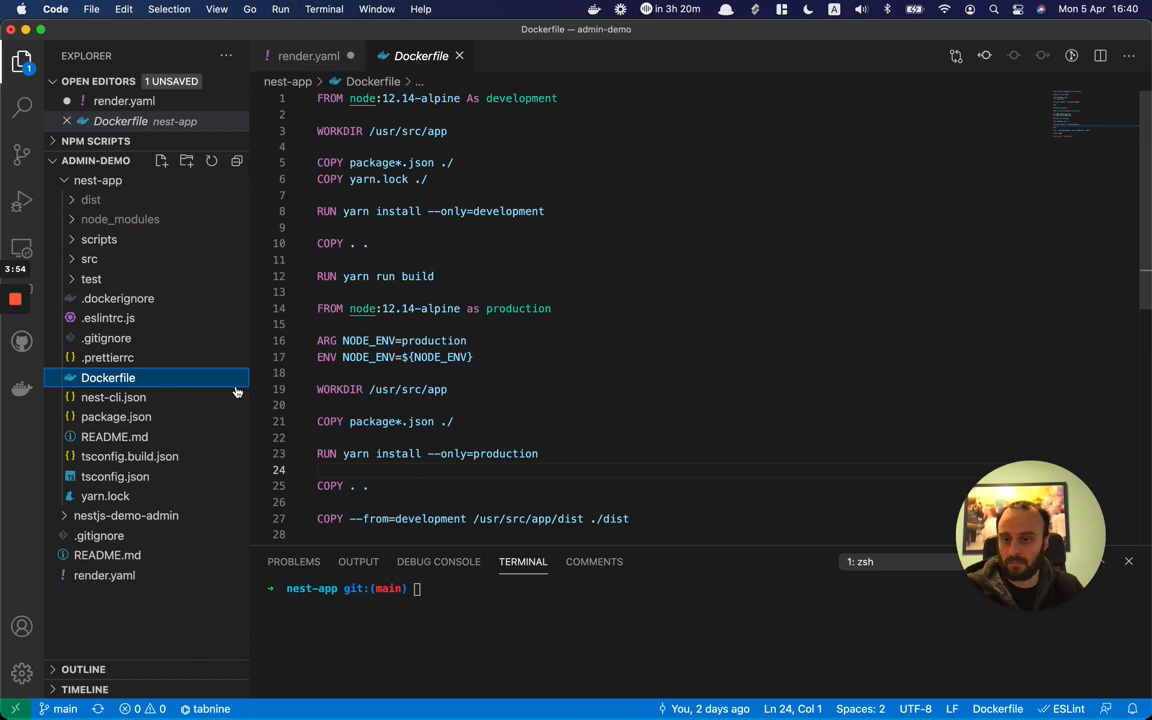 Code File Edit Selection View Go Run Terminal Window Help in 3h 20m A Mon 5 Apr 16:40
Dockerfile — admin-demo
EXPLORER
render.yaml
Dockerfile
OPEN EDITORS 1 UNSAVED
nest-app > Dockerfile > ...
! render.yaml
Dockerfile nest-app
NPM SCRIPTS
ADMIN-DEMO
nest-app
dist
node_modules
scripts
src
test
.dockerignore
.eslintrc.js
.gitignore
.prettierrc
Dockerfile
nest-cli.json
package.json
README.md
tsconfig.build.json
tsconfig.json
yarn.lock
nestjs-demo-admin
.gitignore
README.md
! render.yaml
OUTLINE
TIMELINE
1
3:54
1 FROM node:12.14-alpine As development
2
3 WORKDIR /usr/src/app
4
5 COPY package*.json ./
6 COPY yarn.lock ./
7
8 RUN yarn install --only=development
9
10 COPY . .
11
12 RUN yarn run build
13
14 FROM node:12.14-alpine as production
15
16 ARG NODE_ENV=production
17 ENV NODE_ENV=${NODE_ENV}
18
19 WORKDIR /usr/src/app
20
21 COPY package*.json ./
22
23 RUN yarn install --only=production
24
25 COPY . .
26
27 COPY --from=development /usr/src/app/dist ./dist
28
PROBLEMS OUTPUT DEBUG CONSOLE TERMINAL COMMENTS 1: zsh
→ nest-app git:(main)
main 0 0 tabnine You, 2 days ago Ln 24, Col 1 Spaces: 2 UTF-8 LF Dockerfile ESLint